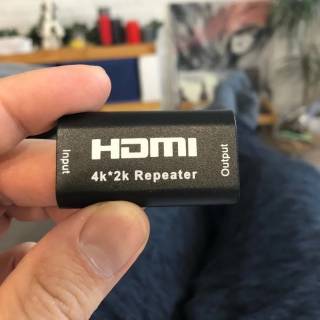 Input
HDMI
4k*2k Repeater
Output